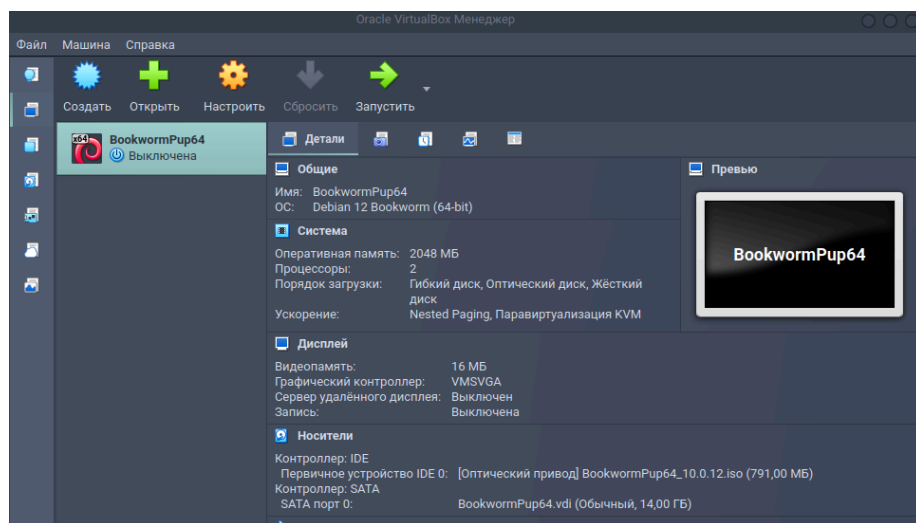 Oracle VirtualBox Менеджер
Файл Машина Справка
Создать Открыть Настроить Сбросить Запустить
x64 BookwormPup64
Выключена
Детали
Общие
Имя: BookwormPup64
ОС: Debian 12 Bookworm (64-bit)
Превью
BookwormPup64
Система
Оперативная память: 2048 МБ
Процессоры: 2
Порядок загрузки: Гибкий диск, Оптический диск, Жёсткий
диск
Ускорение: Nested Paging, Паравиртуализация KVM
Дисплей
Видеопамять: 16 МБ
Графический контроллер: VMSVGA
Сервер удалённого дисплея: Выключен
Запись: Выключена
Носители
Контроллер: IDE
Первичное устройство IDE 0: [Оптический привод] BookwormPup64_10.0.12.iso (791,00 МБ)
Контроллер: SATA
SATA порт 0: BookwormPup64.vdi (Обычный, 14,00 ГБ)